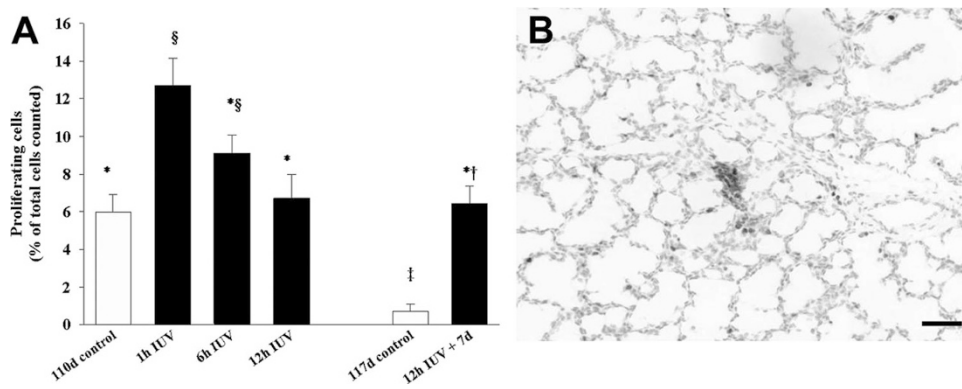 A
B
Proliferating cells
(% of total cells counted)
16
14
12
10
8
6
4
2
0
*
§
*§
*
‡
*†
110d control
1h IUV
6h IUV
12h IUV
117d control
12h IUV + 7d